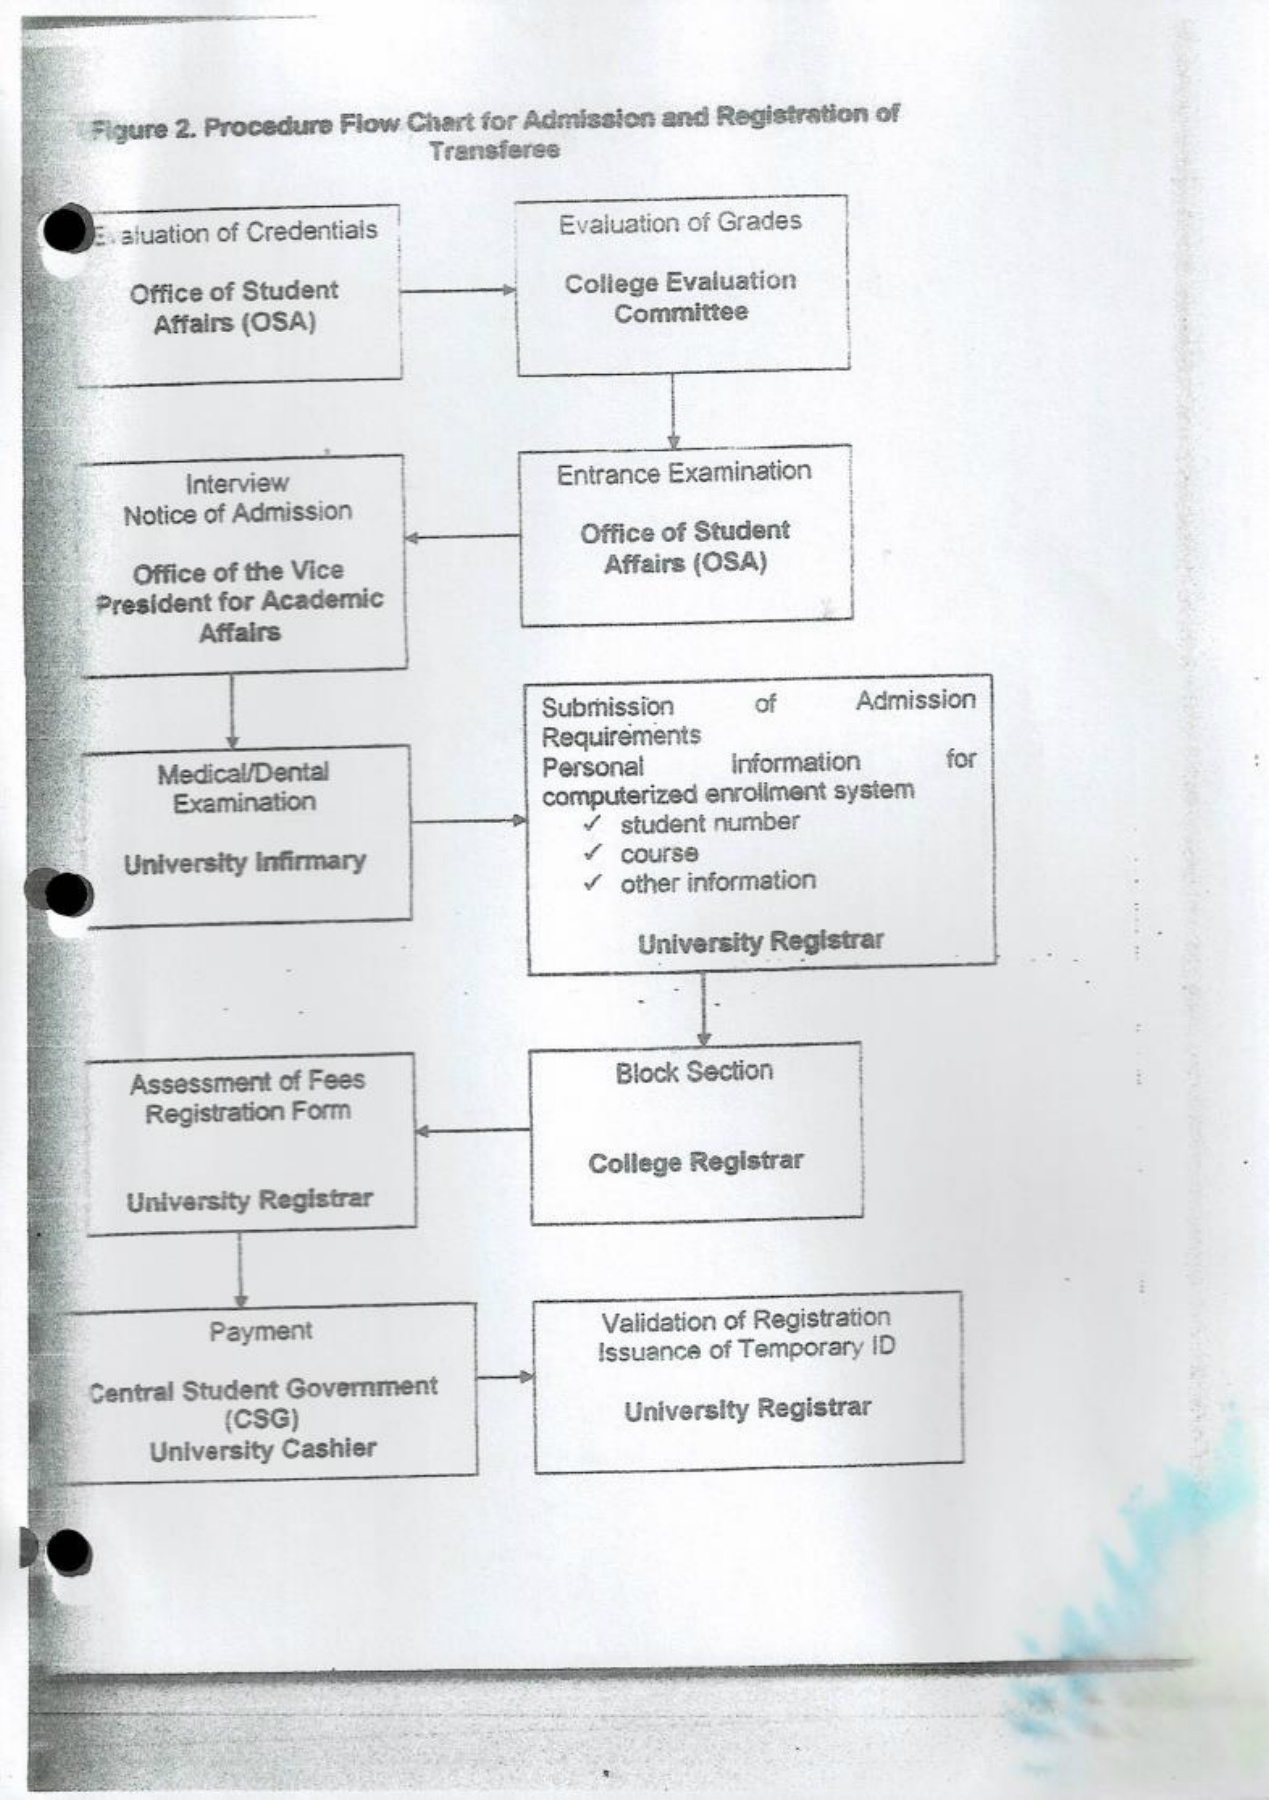 Figure 2. Procedure Flow Chart for Admission and Registration of
Transferee
Evaluation of Credentials
Office of Student
Affairs (OSA)
Evaluation of Grades
College Evaluation
Committee
Entrance Examination
Office of Student
Affairs (OSA)
Interview
Notice of Admission
Office of the Vice
President for Academic
Affairs
Medical/Dental
Examination
University Infirmary
Submission of Admission
Requirements
Personal information for
computerized enrollment system
✓ student number
✓ course
✓ other information
University Registrar
Block Section
College Registrar
Assessment of Fees
Registration Form
University Registrar
Payment
Central Student Government
(CSG)
University Cashier
Validation of Registration
Issuance of Temporary ID
University Registrar